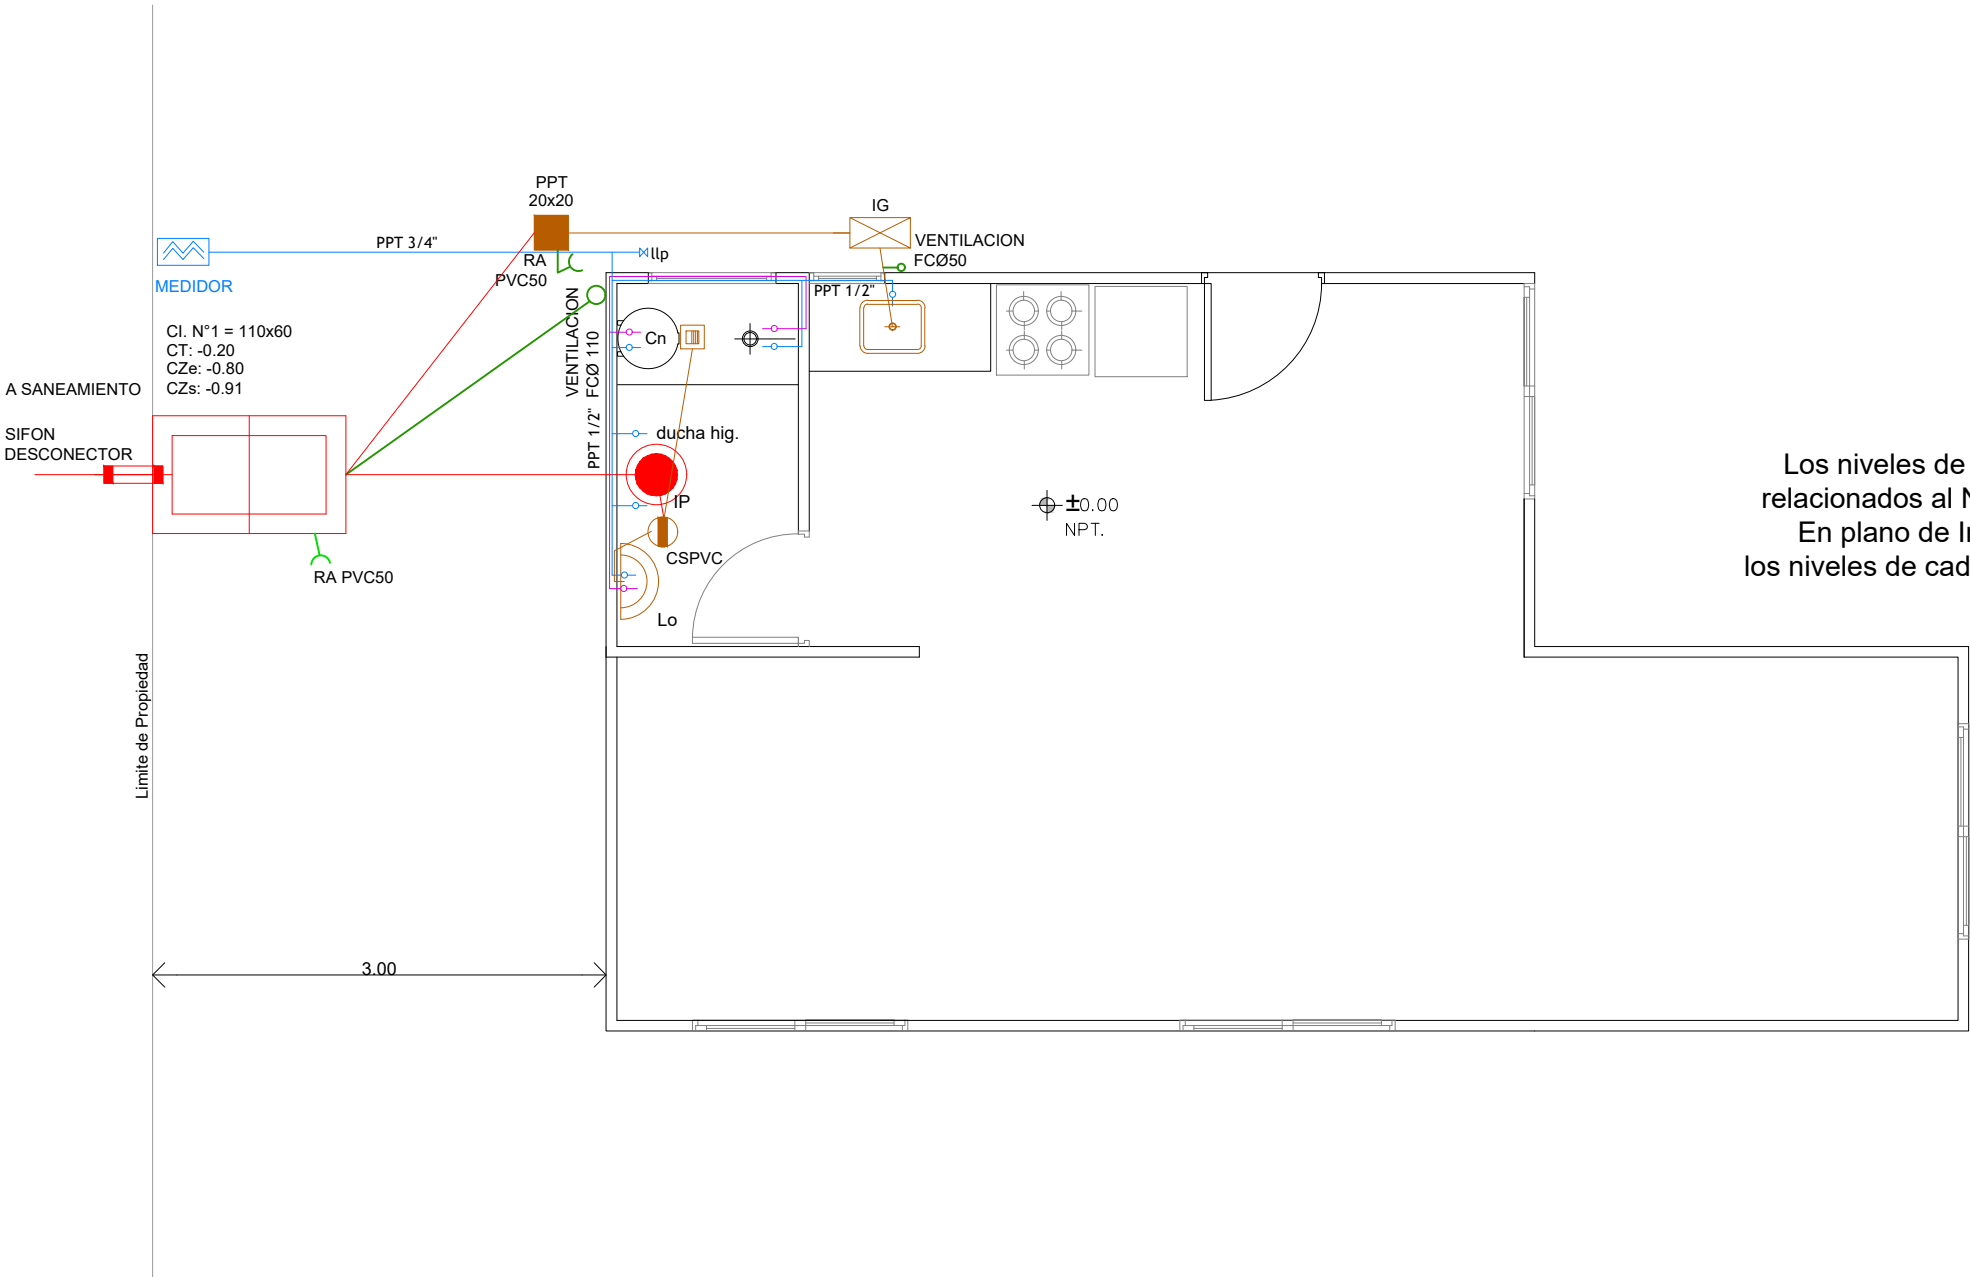 PPT
20x20
IG
PPT 3/4"
VENTILACION
FCØ50
llp
RA
PVC50
MEDIDOR
PPT 1/2"
VENTILACION
FCØ 110
Cn
CI. N°1 = 110x60
CT: -0.20
CZe: -0.80
CZs: -0.91
A SANEAMIENTO
SIFON
DESCONECTOR
PPT 1/2"
ducha hig.
IP
CSPVC
Lo
RA PVC50
±0.00
NPT.
Los niveles de
relacionados al N
En plano de In
los niveles de cad
Limite de Propiedad
3.00